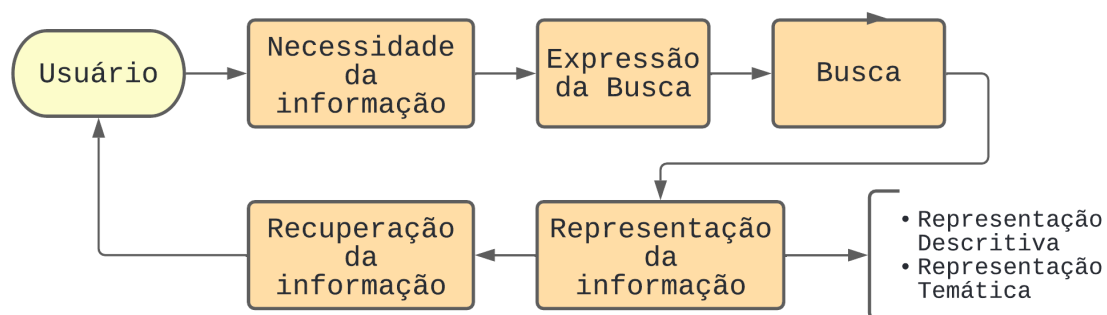 Usuário
Necessidade
da
informação
Expressão
da Busca
Busca
Recuperação
da
informação
Representação
da
informação
• Representação
Descritiva
• Representação
Temática